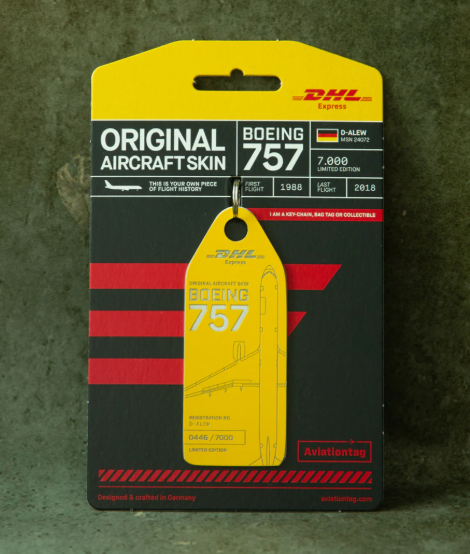 DHL
Express
ORIGINAL
AIRCRAFT SKIN
BOEING
757
D-ALEW
MSN 24072
7.000
LIMITED EDITION
THIS IS YOUR OWN PIECE
OF FLIGHT HISTORY
FIRST
FLIGHT
1988
LAST
FLIGHT
2018
I AM A KEY-CHAIN, BAG TAG OR COLLECTIBLE
DHL
Express
ORIGINAL AIRCRAFT SKIN
BOEING
757
REGISTRATION NO.
D-ALEW
0446 / 7000
LIMITED EDITION
Aviationtag
Designed & crafted in Germany
aviationtag.com